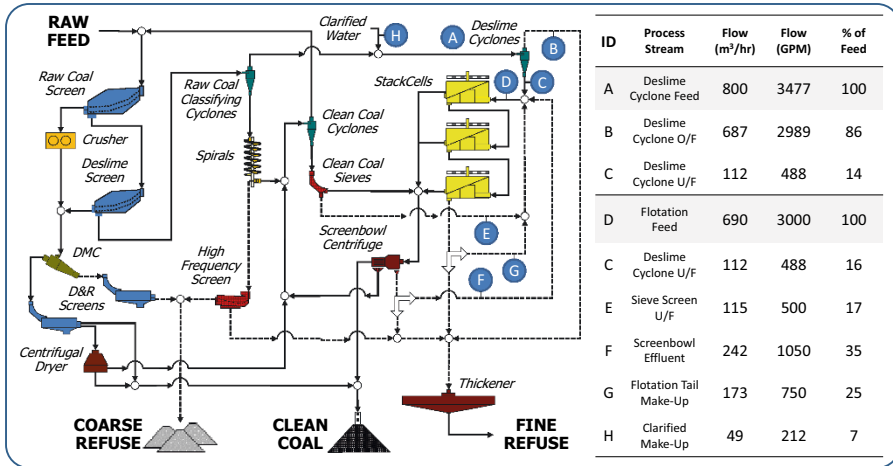 RAW
FEED
Clarified
Water
H
A
Deslime
Cyclones
B
Raw Coal
Screen
Raw Coal
Classifying
Cyclones
StackCells
D
C
Crusher
Clean Coal
Cyclones
Deslime
Screen
Spirals
Clean Coal
Sieves
E
DMC
High
Frequency
Screen
Screenbowl
Centrifuge
G
F
D&R
Screens
Centrifugal
Dryer
Thickener
COARSE
REFUSE
CLEAN
COAL
FINE
REFUSE
ID Process Stream Flow (m³/hr) Flow (GPM) % of Feed
A Deslime Cyclone Feed 800 3477 100
B Deslime Cyclone O/F 687 2989 86
C Deslime Cyclone U/F 112 488 14
D Flotation Feed 690 3000 100
C Deslime Cyclone U/F 112 488 16
E Sieve Screen U/F 115 500 17
F Screenbowl Effluent 242 1050 35
G Flotation Tail Make-Up 173 750 25
H Clarified Make-Up 49 212 7